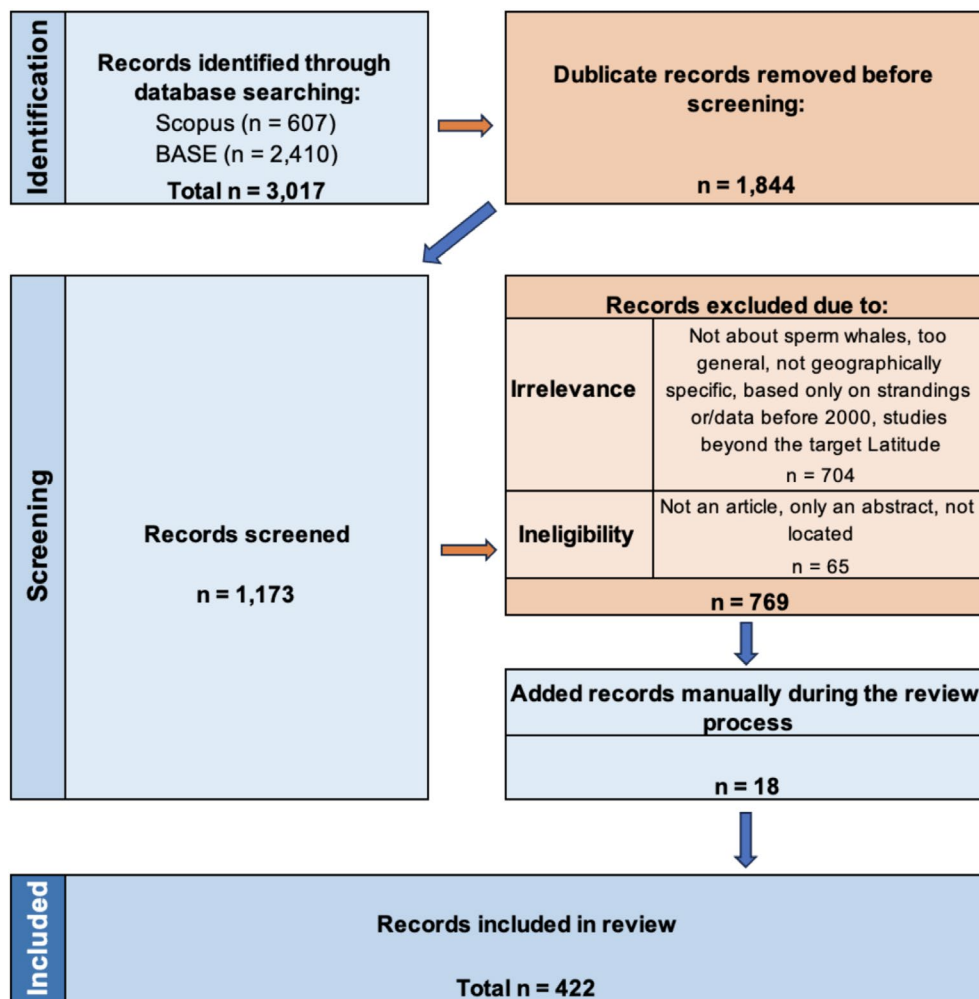 Identification
Records identified through
database searching:
Scopus (n = 607)
BASE (n = 2,410)
Total n = 3,017
Dublicate records removed before
screening:
n = 1,844
Screening
Records screened
n = 1,173
Records excluded due to:
Irrelevance
Not about sperm whales, too
general, not geographically
specific, based only on strandings
or/data before 2000, studies
beyond the target Latitude
n = 704
Ineligibility
Not an article, only an abstract, not
located
n = 65
n = 769
Added records manually during the review
process
n = 18
Included
Records included in review
Total n = 422